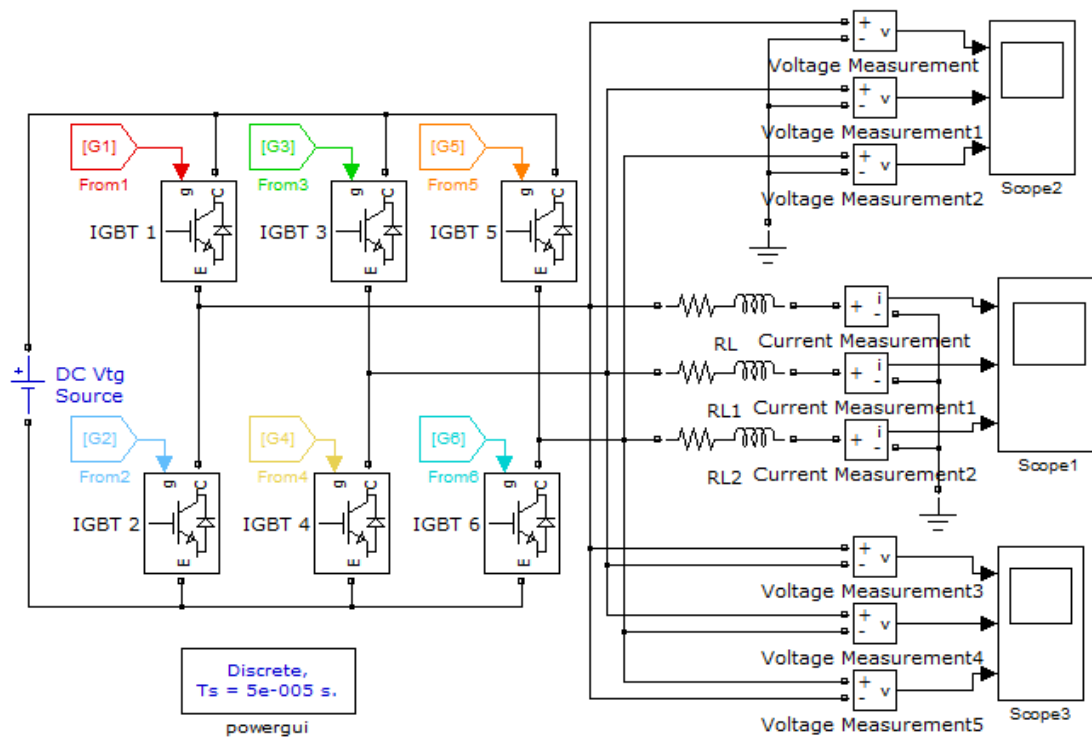 + - v
Voltage Measurement
+ - v
Voltage Measurement1
+ - v
Voltage Measurement2
Scope2
[G1]
From1
[G3]
From3
[G5]
From5
g C
IGBT 1
E
g C
IGBT 3
E
g C
IGBT 5
E
+
DC Vtg
Source
RL
+ i -
Current Measurement
RL1
+ i -
Current Measurement1
RL2
+ i -
Current Measurement2
Scope1
[G2]
From2
[G4]
From4
[G6]
From6
g C
IGBT 2
E
g C
IGBT 4
E
g C
IGBT 6
E
+ - v
Voltage Measurement3
+ - v
Voltage Measurement4
+ - v
Voltage Measurement5
Scope3
Discrete,
Ts = 5e-005 s.
powergui